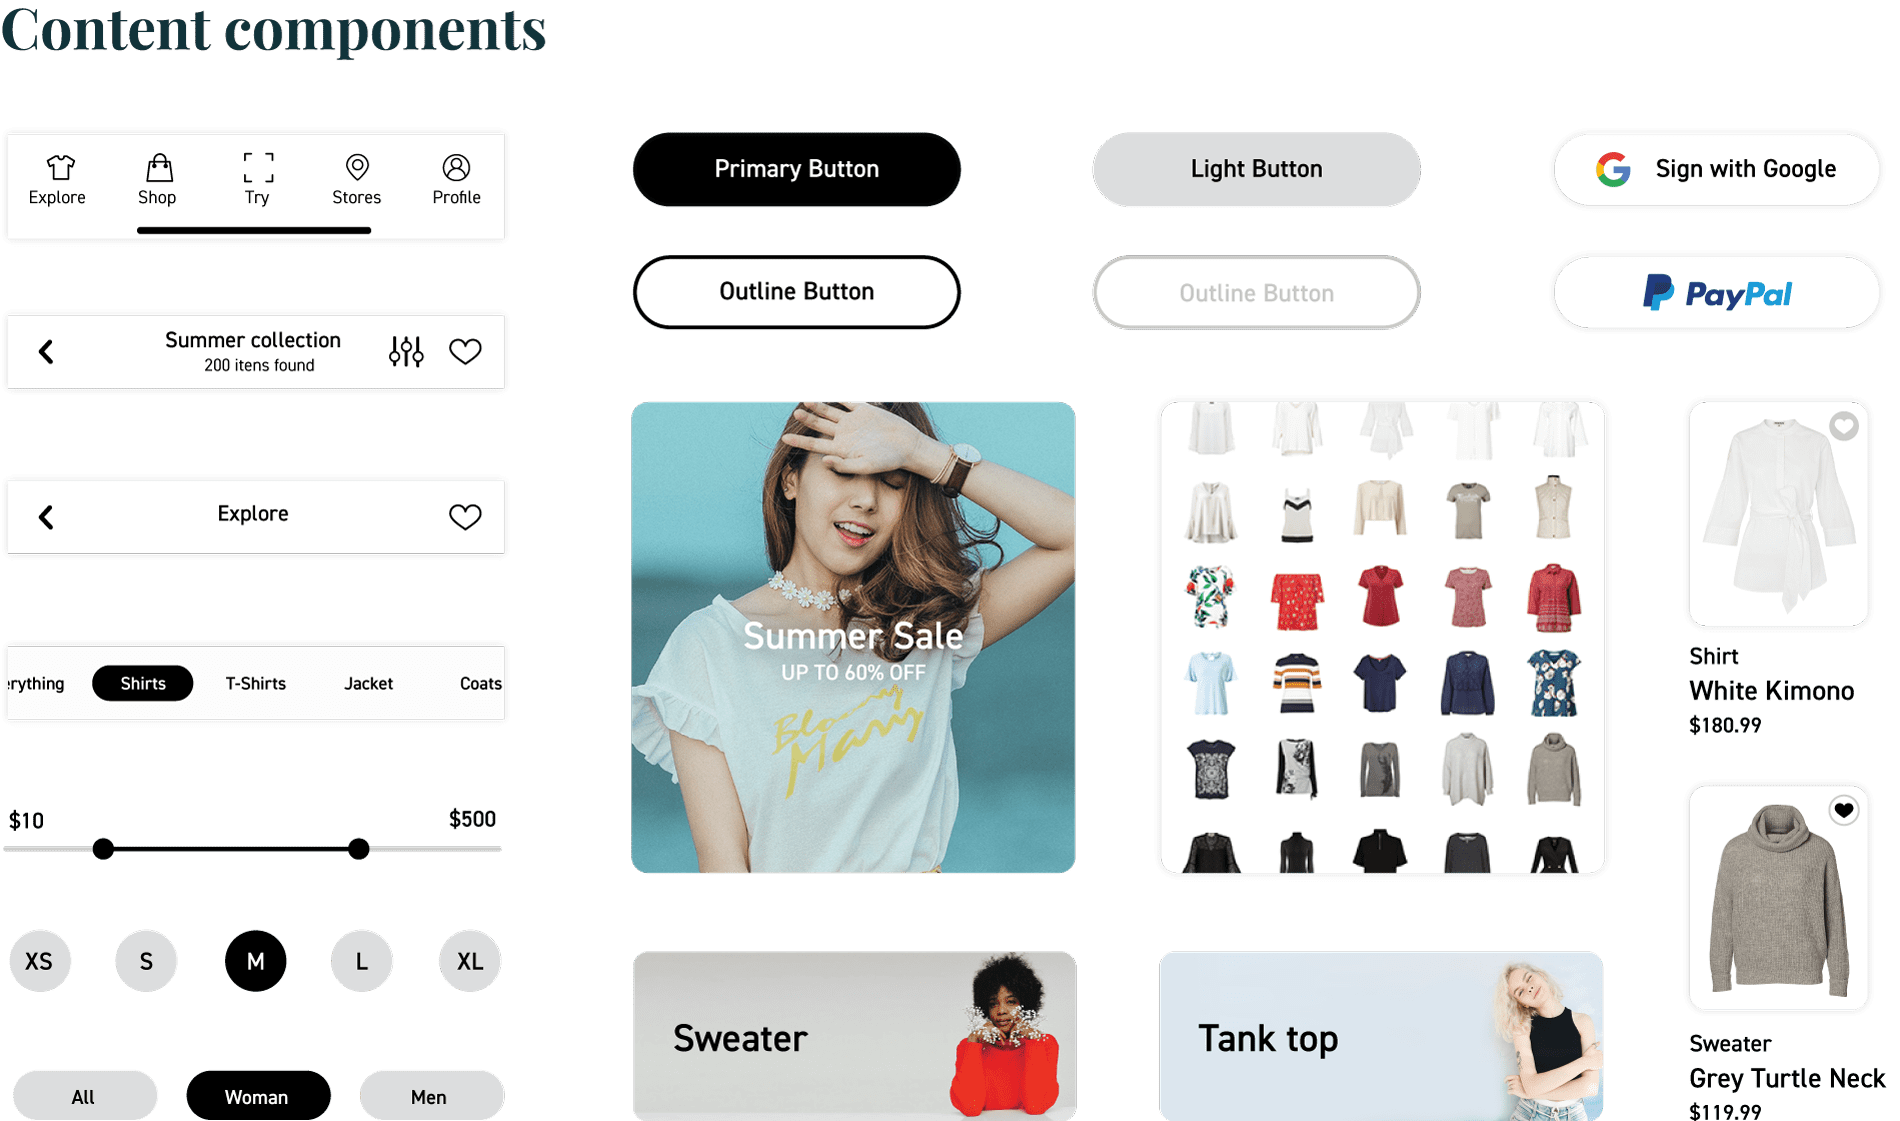 Content components
Explore
Shop
Try
Stores
Profile
Summer collection
200 itens found
Explore
erything
Shirts
T-Shirts
Jacket
Coats
$10
$500
XS
S
M
L
XL
All
Woman
Men
Primary Button
Light Button
Sign with Google
Outline Button
Outline Button
PayPal
Summer Sale
UP TO 60% OFF
Bloomy
Mary
Shirt
White Kimono
$180.99
Sweater
Tank top
Sweater
Grey Turtle Neck
$119.99